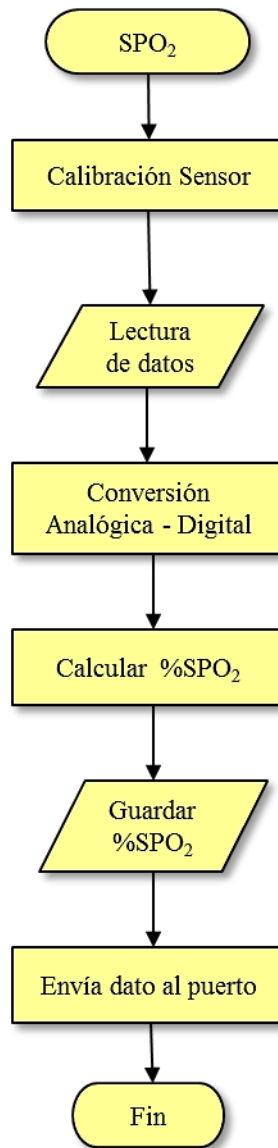 SPO₂
Calibración Sensor
Lectura
de datos
Conversión
Analógica - Digital
Calcular %SPO₂
Guardar
%SPO₂
Envía dato al puerto
Fin